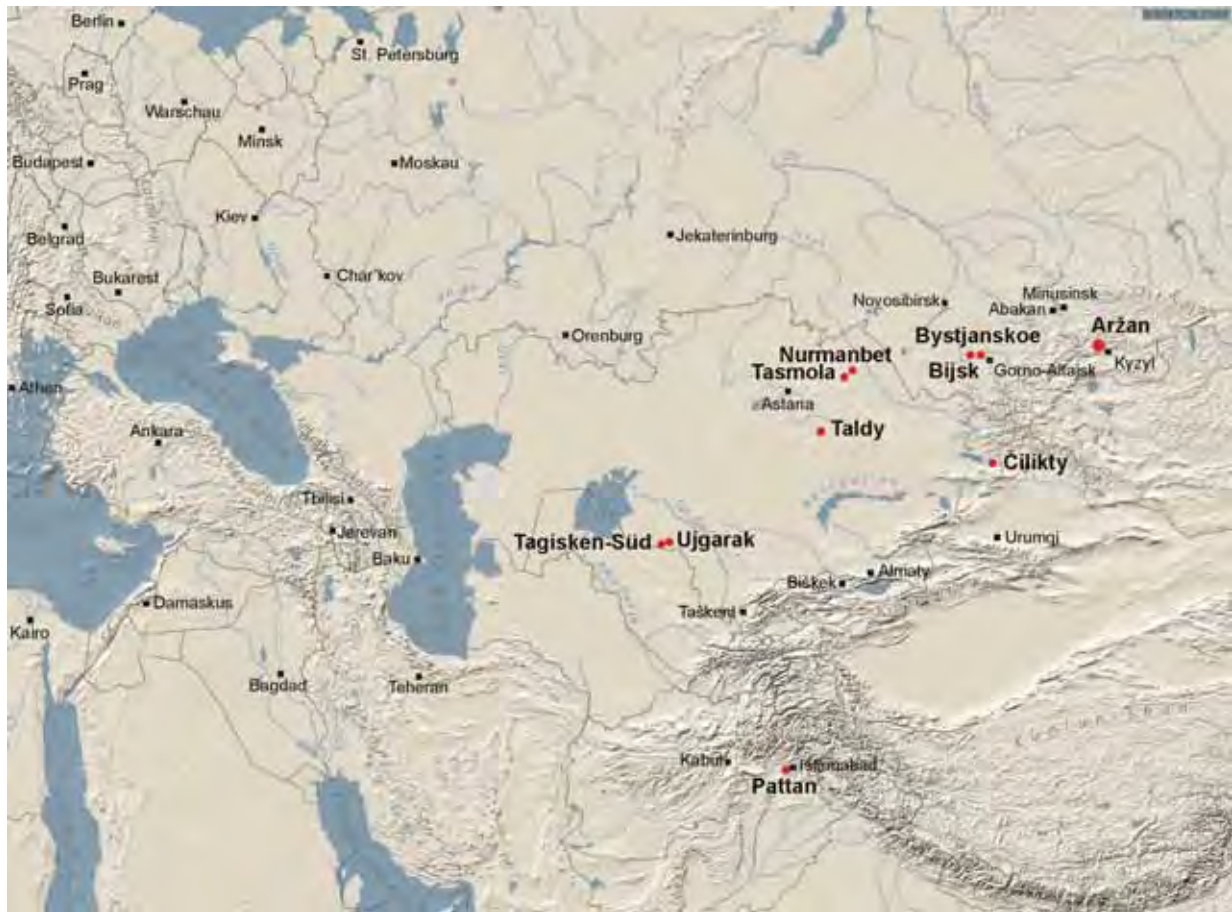 Berlin
St. Petersburg
Prag
Warschau
Minsk
Budapest
Moskau
Kiev
Belgrad
Jekaterinburg
Bukarest
Char'kov
Sofia
Novosibirsk
Minusinsk
Abakan
Aržan
Orenburg
Bystjanskoe
Nurmanbet
Bijsk
Gorno-Altajsk
Kyzyl
Tasmola
Athen
Astana
Taldy
Ankara
Čilikty
Tbilisi
Jerevan
Tagisken-Süd
Ujgarak
Urumqi
Baku
Almaty
Biškek
Damaskus
Taškent
Kairo
Bagdad
Teheran
Kabul
Islamabad
Pattan